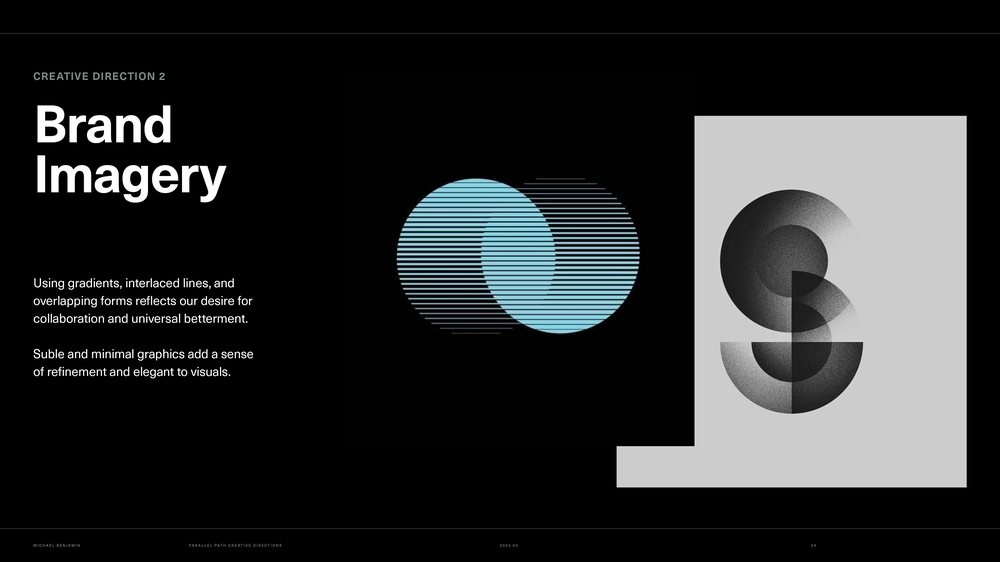 CREATIVE DIRECTION 2
Brand
Imagery
Using gradients, interlaced lines, and
overlapping forms reflects our desire for
collaboration and universal betterment.
Suble and minimal graphics add a sense
of refinement and elegant to visuals.
MICHAEL BENJAMIN
PARALLEL PATH CREATIVE DIRECTIONS